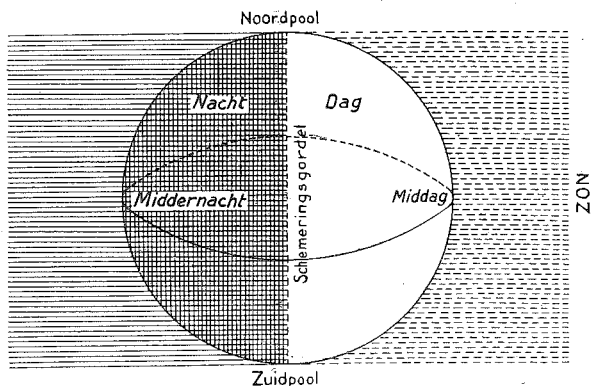 Noordpool
Nacht
Dag
Schemeringsgordel
Middernacht
Middag
ZON
Zuidpool